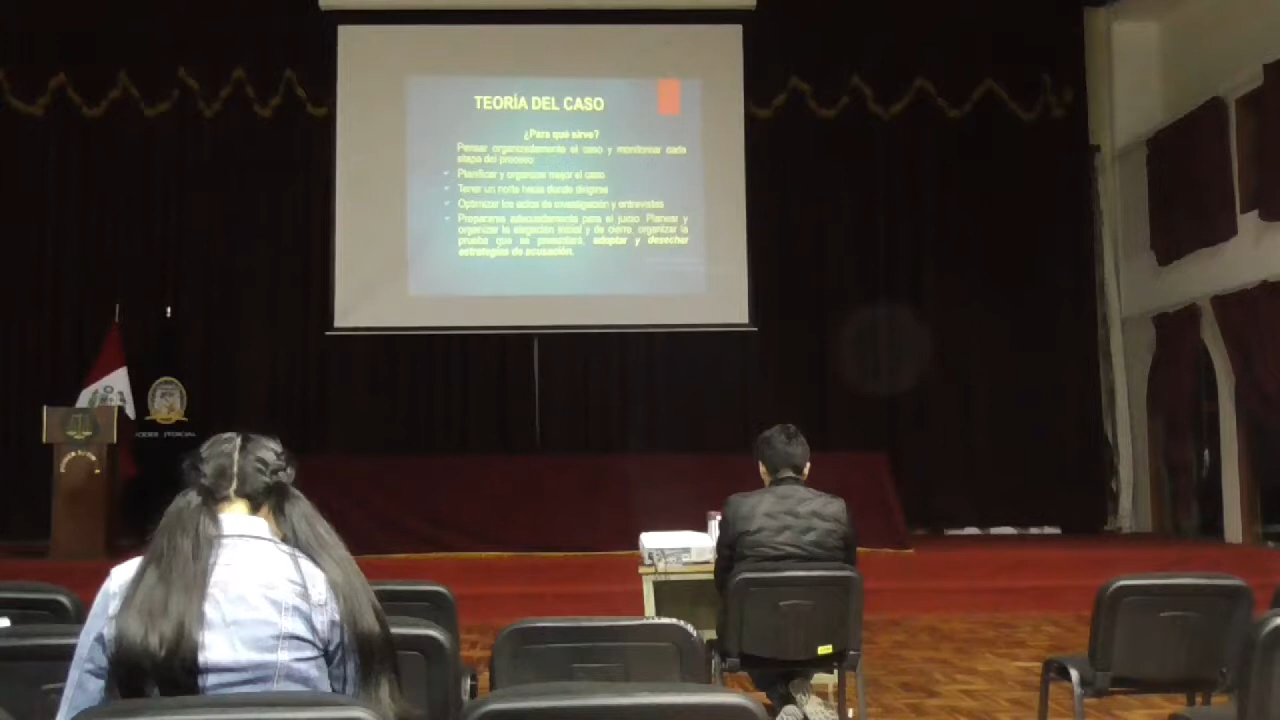 TEORÍA DEL CASO
¿Para qué sirve?
Pensar organizadamente el caso y monitorear cada
etapa del proceso
Planificar y organizar mejor el caso
Tener un norte hacia donde dirigirse
Optimizar los actos de investigación y entrevistas
Prepararse adecuadamente para el juicio. Planear y
organizar la alegación inicial y de cierre, organizar la
prueba que se presentará, adoptar y desechar
estrategias de acusación.
PODER JUDICIAL